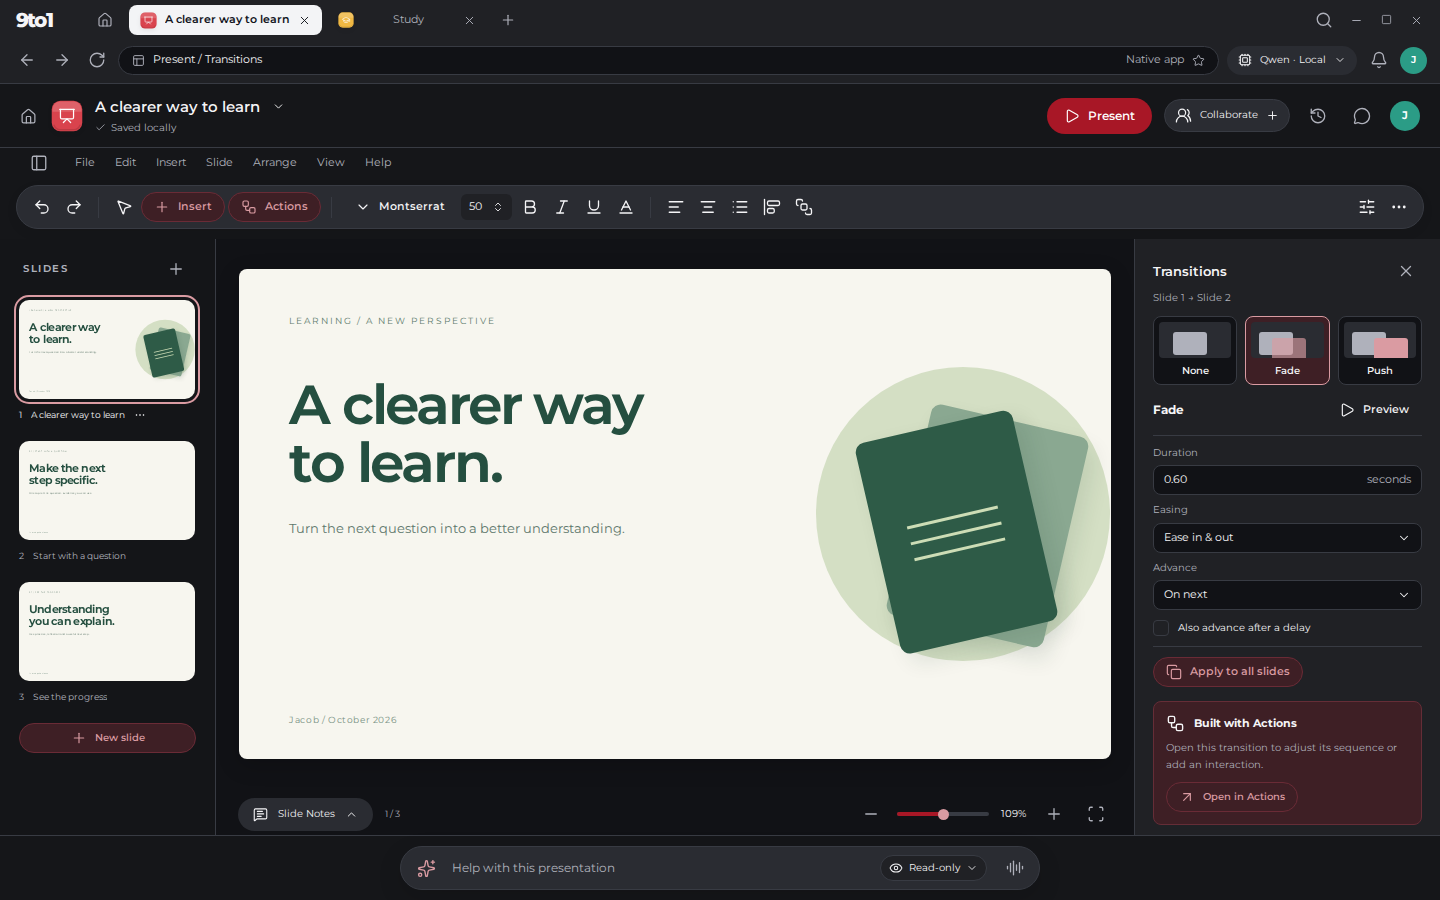 9to1
A clearer way to learn
Study
Present / Transitions
Native app
Qwen · Local
J
A clearer way to learn
Saved locally
Present
Collaborate
J
File
Edit
Insert
Slide
Arrange
View
Help
Insert
Actions
Montserrat
50
B
I
U
A
SLIDES
A clearer way
to learn.
1 A clearer way to learn
Make the next
step specific.
2 Start with a question
Understanding
you can explain.
3 See the progress
New slide
LEARNING / A NEW PERSPECTIVE
A clearer way
to learn.
Turn the next question into a better understanding.
Jacob / October 2026
Slide Notes
1 / 3
109%
Transitions
Slide 1 → Slide 2
None
Fade
Push
Fade
Preview
Duration
0.60
seconds
Easing
Ease in & out
Advance
On next
Also advance after a delay
Apply to all slides
Built with Actions
Open this transition to adjust its sequence or
add an interaction.
Open in Actions
Help with this presentation
Read-only